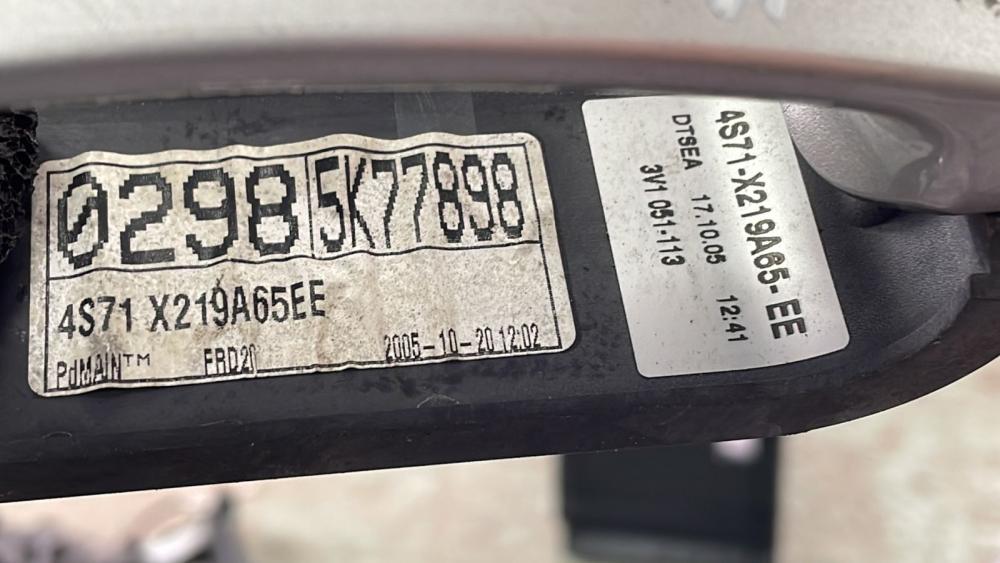 0298 5K77898
4S71 X219A65EE
PdMAIN™ FRD20 2005-10-20 12:02
4S71-X219A65-EE
DTSEA 17.10.05 12:41
3V1 051-113